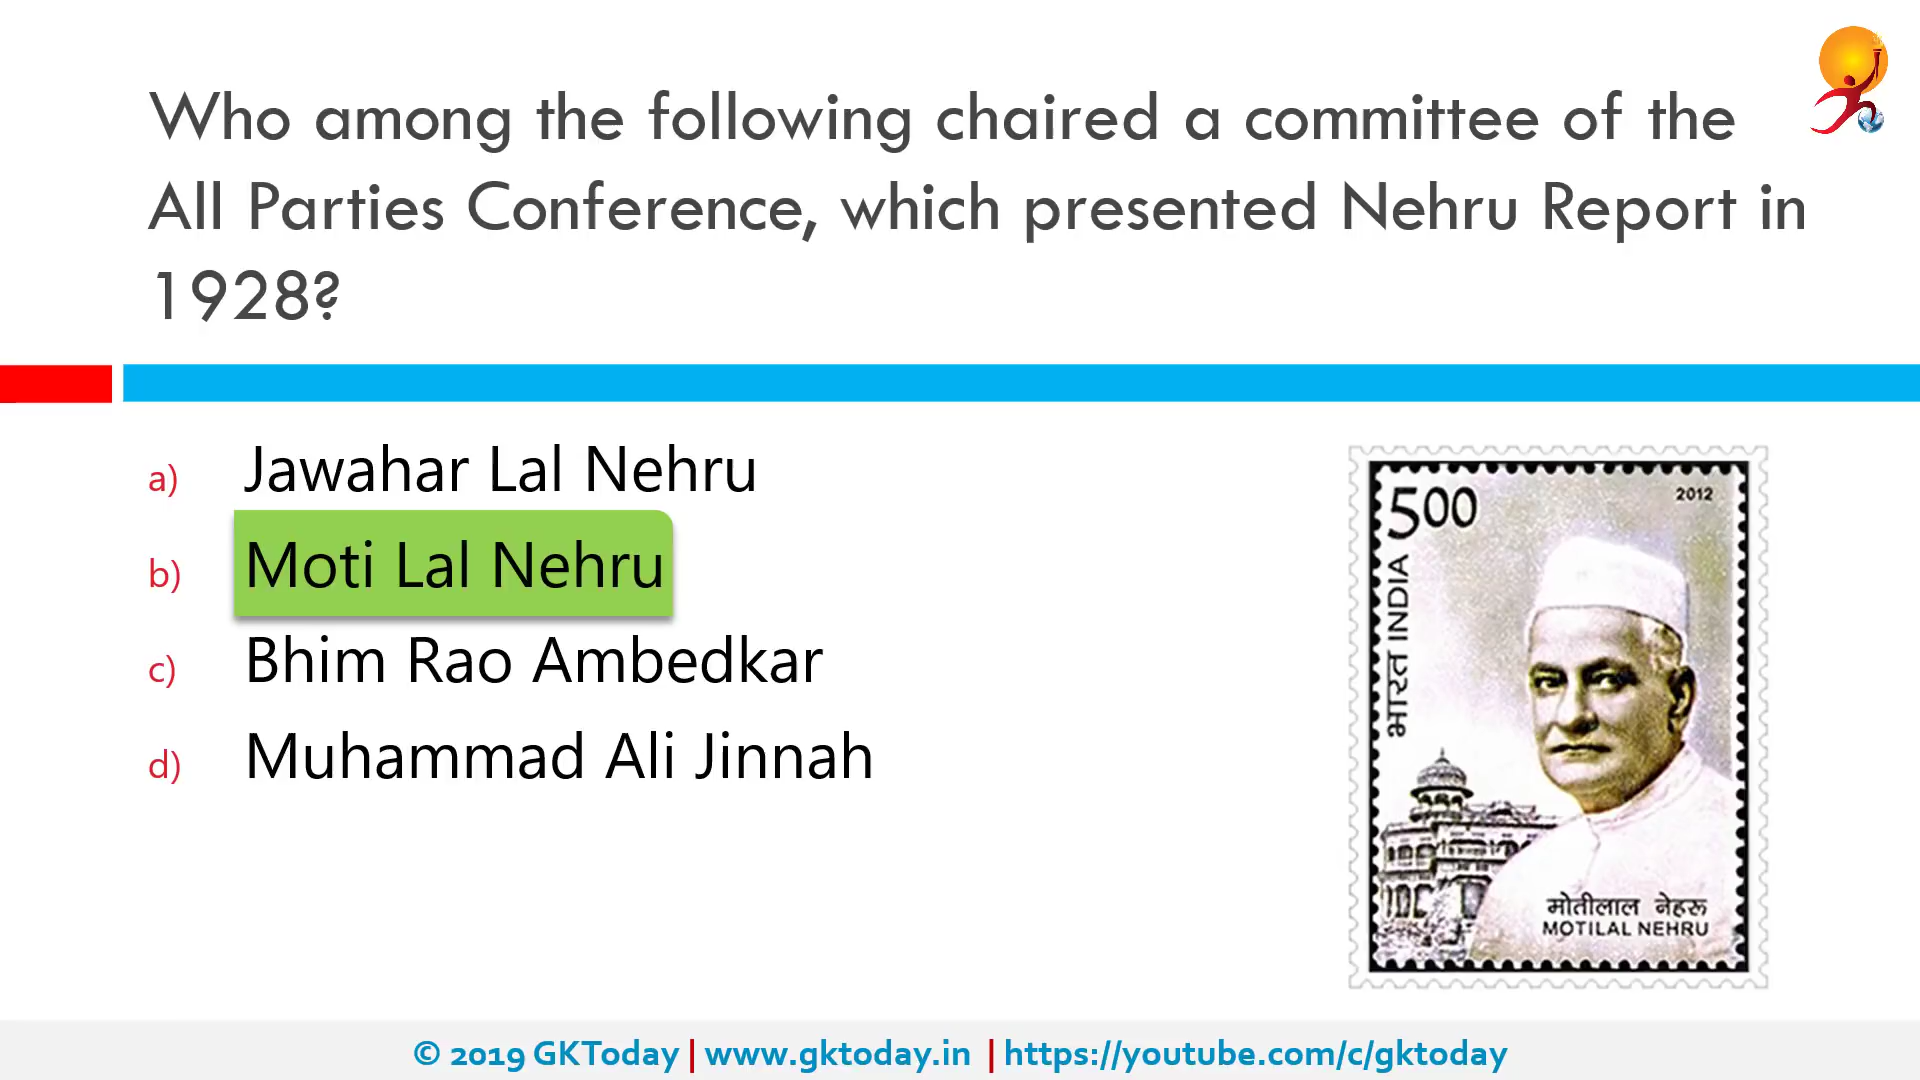 Who among the following chaired a committee of the
All Parties Conference, which presented Nehru Report in
1928?
a) Jawahar Lal Nehru
b) Moti Lal Nehru
c) Bhim Rao Ambedkar
d) Muhammad Ali Jinnah
500
2012
भारत INDIA
मोतीलाल नेहरू
MOTILAL NEHRU
© 2019 GKToday | www.gktoday.in | https://youtube.com/c/gktoday